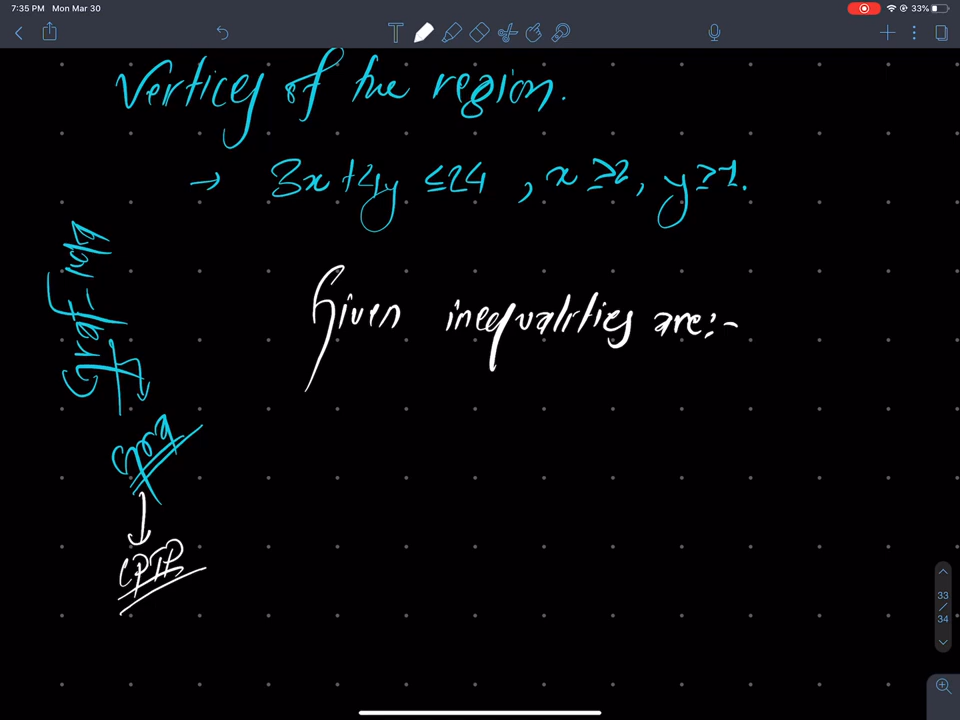 7:35 PM Mon Mar 30
33%
Vertices of the region.
→ 3x + 4y ≤ 24 , x ≥ 2, y ≥ 1.
Given inequalities are:-
33
/
34